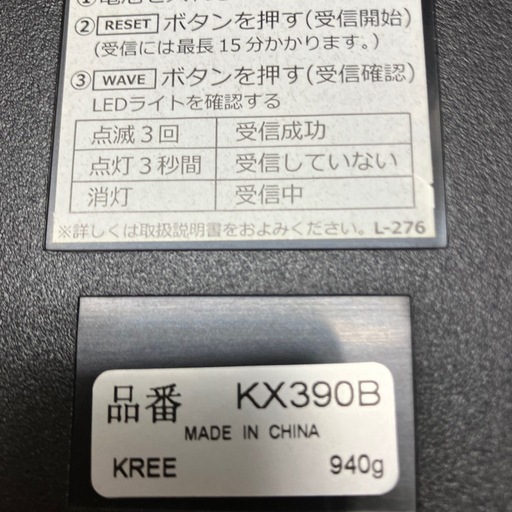 ②RESETボタンを押す(受信開始)
(受信には最長15分かかります。)
③WAVEボタンを押す(受信確認)
LEDライトを確認する
点滅3回 受信成功
点灯3秒間 受信していない
消灯 受信中
※詳しくは取扱説明書をおよみください。 L-276
品番 KX390B
MADE IN CHINA
KREE 940g